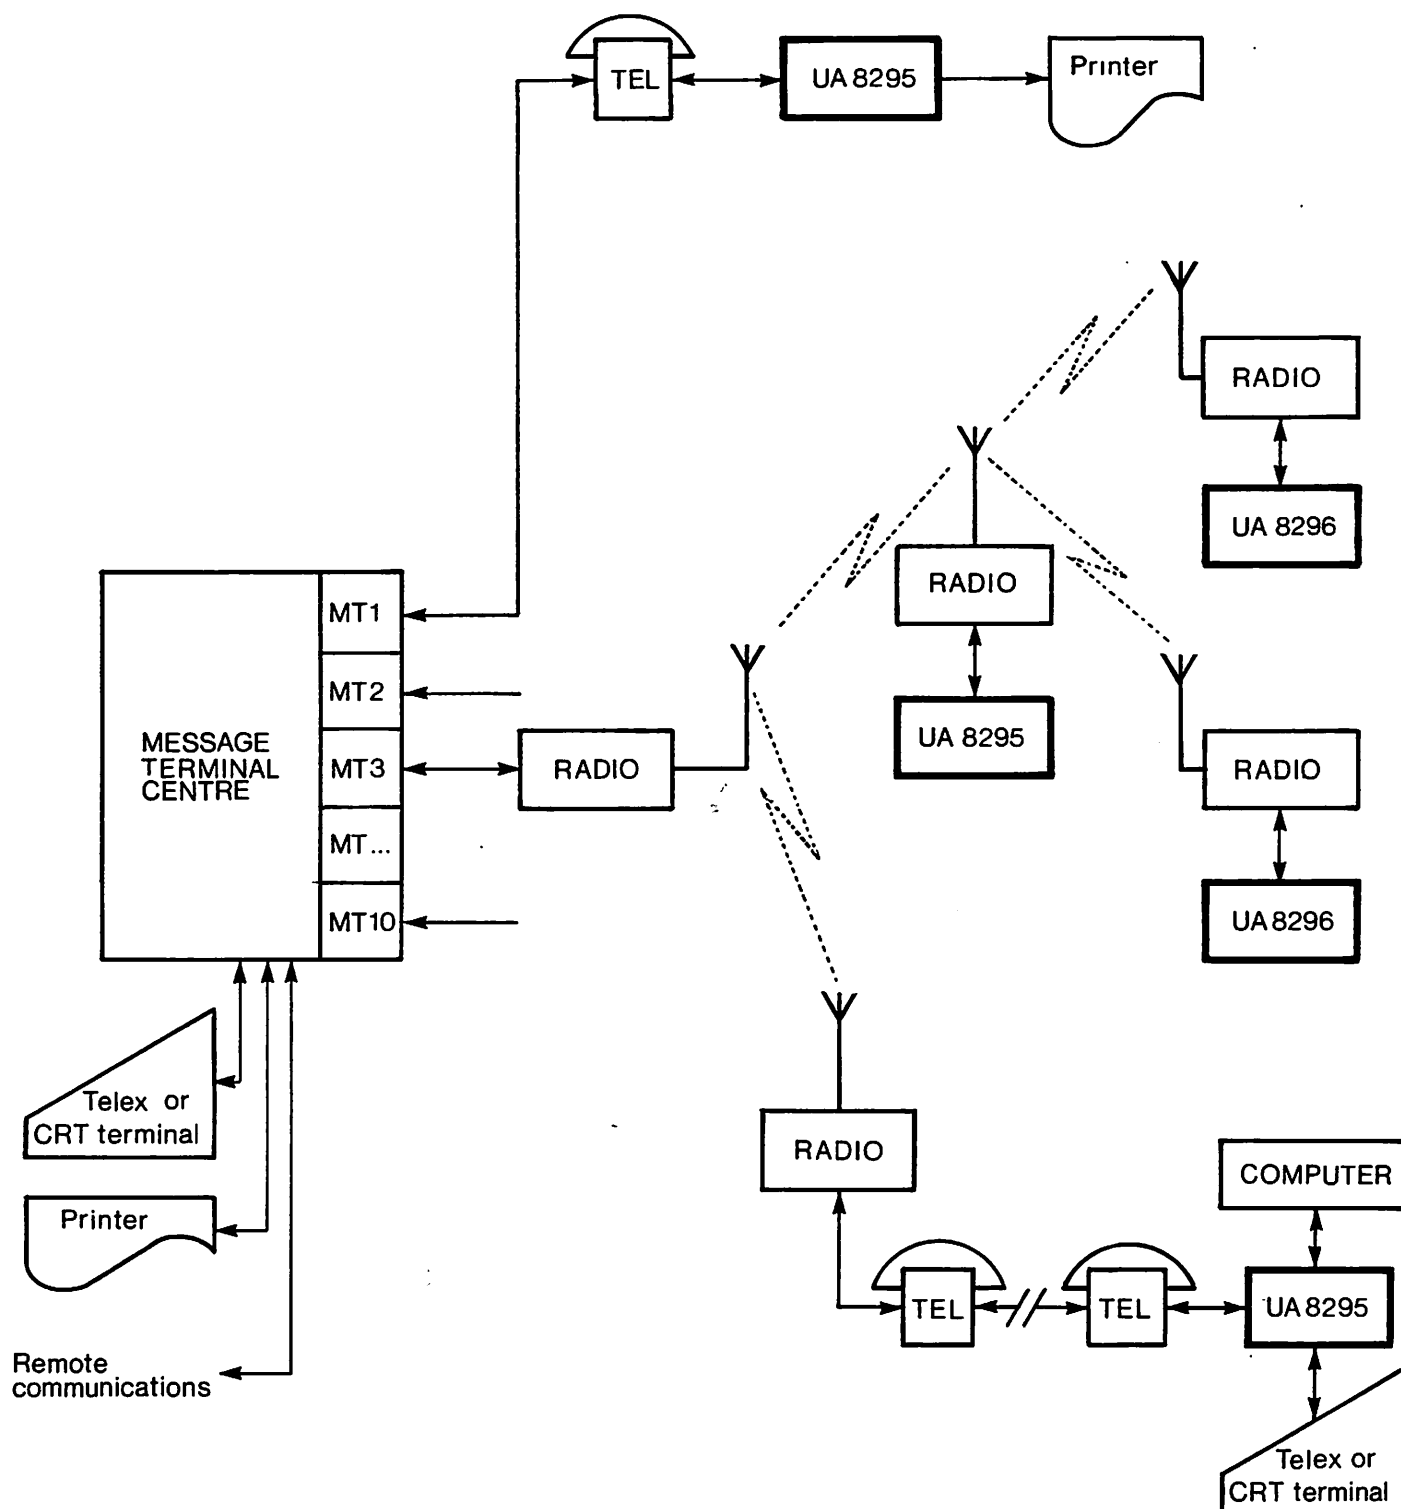 TEL
UA 8295
Printer
RADIO
UA 8296
RADIO
UA 8295
MESSAGE
TERMINAL
CENTRE
MT1
MT2
MT3
MT...
MT10
RADIO
RADIO
UA 8296
Telex or
CRT terminal
Printer
Remote
communications
RADIO
TEL
TEL
COMPUTER
UA 8295
Telex or
CRT terminal